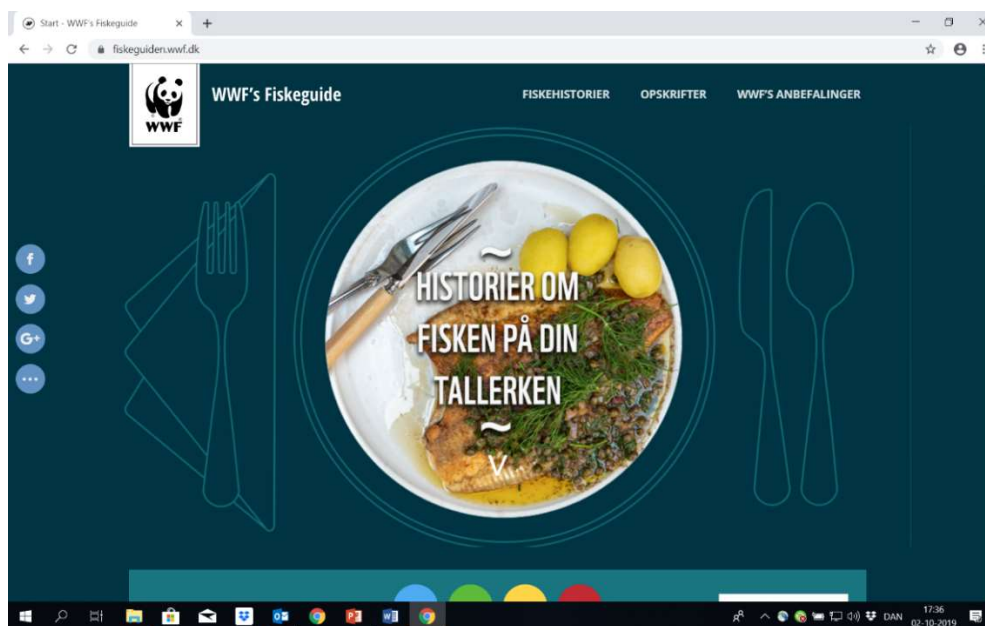 Start - WWF's Fiskeguide
fiskeguiden.wwf.dk
WWF
WWF's Fiskeguide
FISKEHISTORIER
OPSKRIFTER
WWF'S ANBEFALINGER
HISTORIER OM
FISKEN PÅ DIN
TALLERKEN
DAN
17:36
02-10-2019